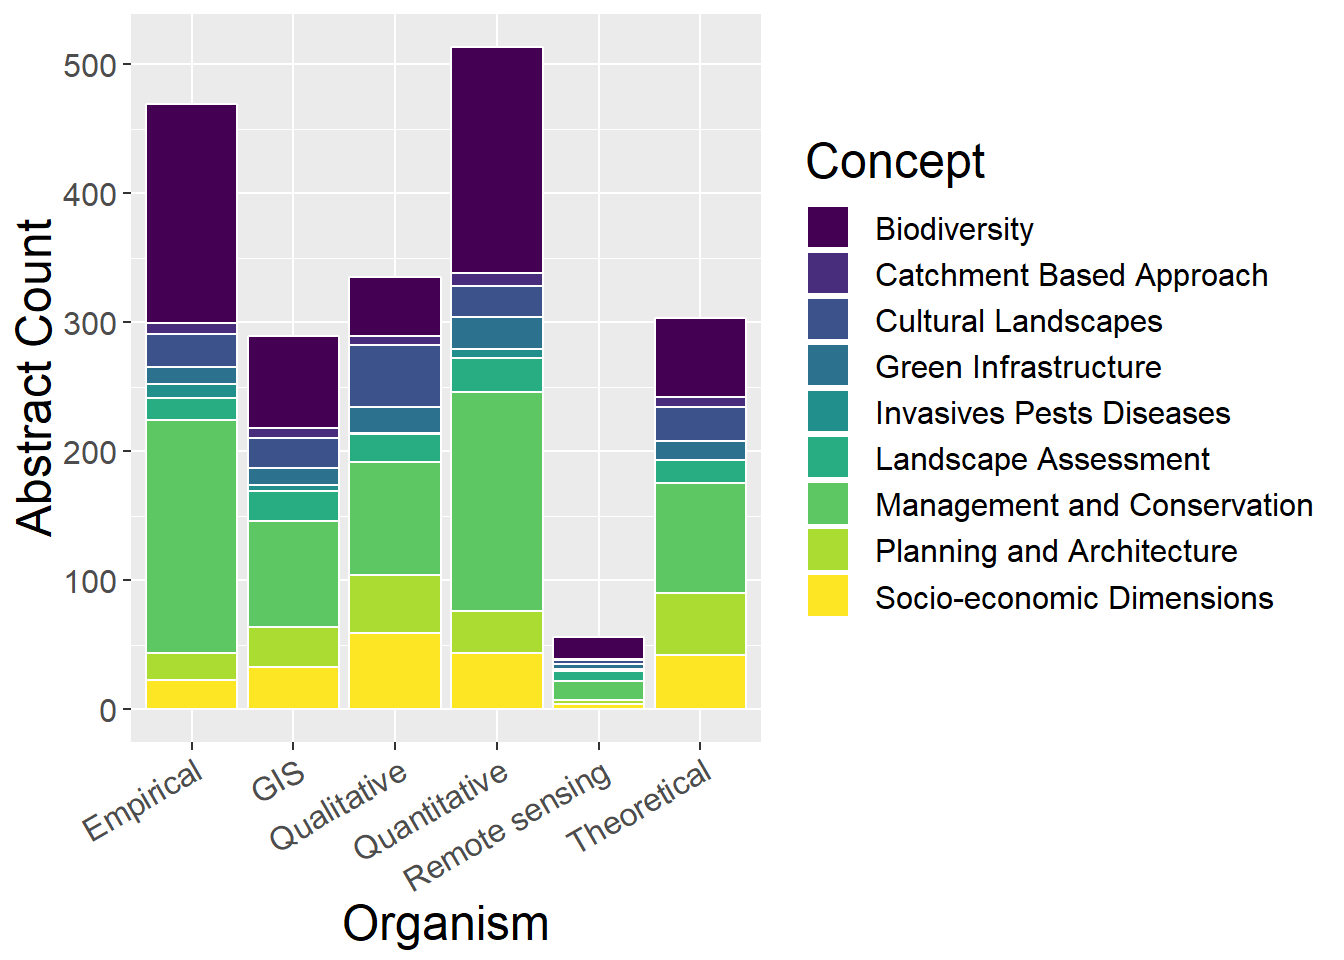 500
400
300
200
100
0
Abstract Count
Empirical
GIS
Qualitative
Quantitative
Remote sensing
Theoretical
Organism
Concept
Biodiversity
Catchment Based Approach
Cultural Landscapes
Green Infrastructure
Invasives Pests Diseases
Landscape Assessment
Management and Conservation
Planning and Architecture
Socio-economic Dimensions